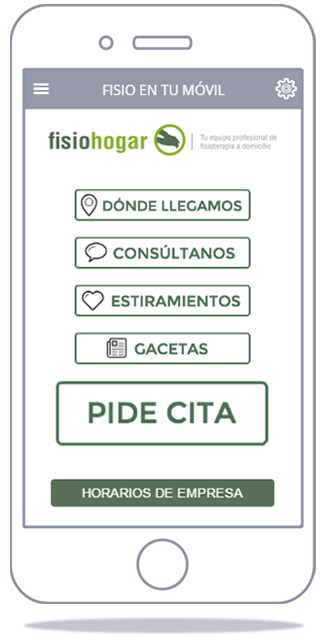 FISIO EN TU MÓVIL
fisiohogar
Tu equipo profesional de
fisioterapia a domicilio
DÓNDE LLEGAMOS
CONSÚLTANOS
ESTIRAMIENTOS
GACETAS
PIDE CITA
HORARIOS DE EMPRESA